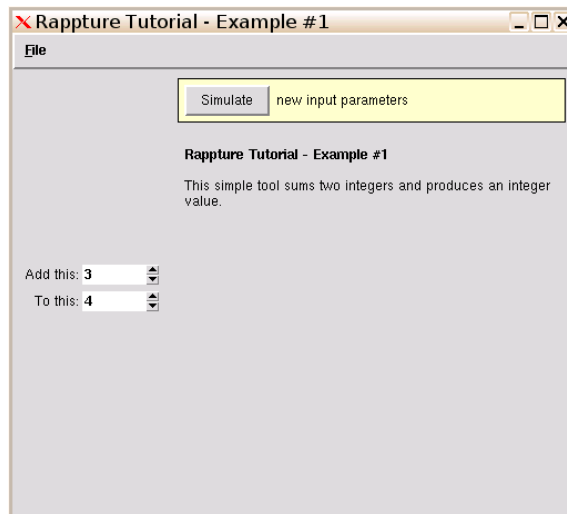 Rappture Tutorial - Example #1
File
Simulate new input parameters
Rappture Tutorial - Example #1
This simple tool sums two integers and produces an integer
value.
Add this: 3
To this: 4